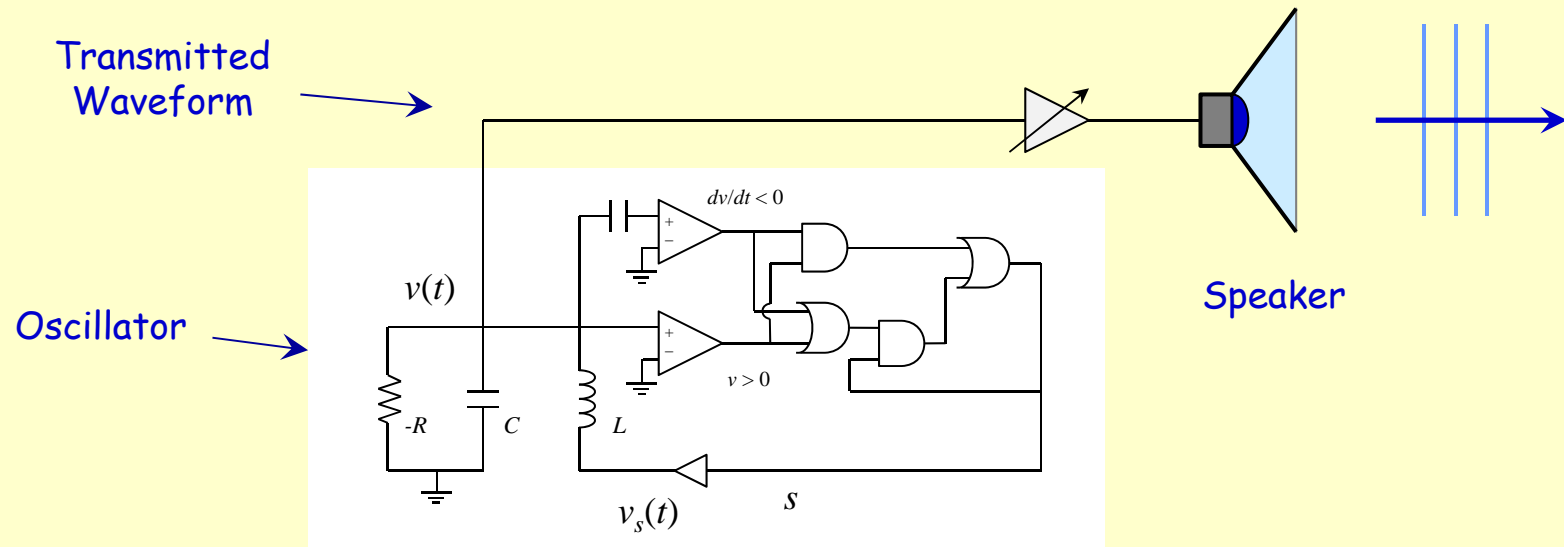 Transmitted
Waveform
dv/dt < 0
+
−
v(t)
Speaker
Oscillator
+
−
v > 0
-R
C
L
v_s(t)
s